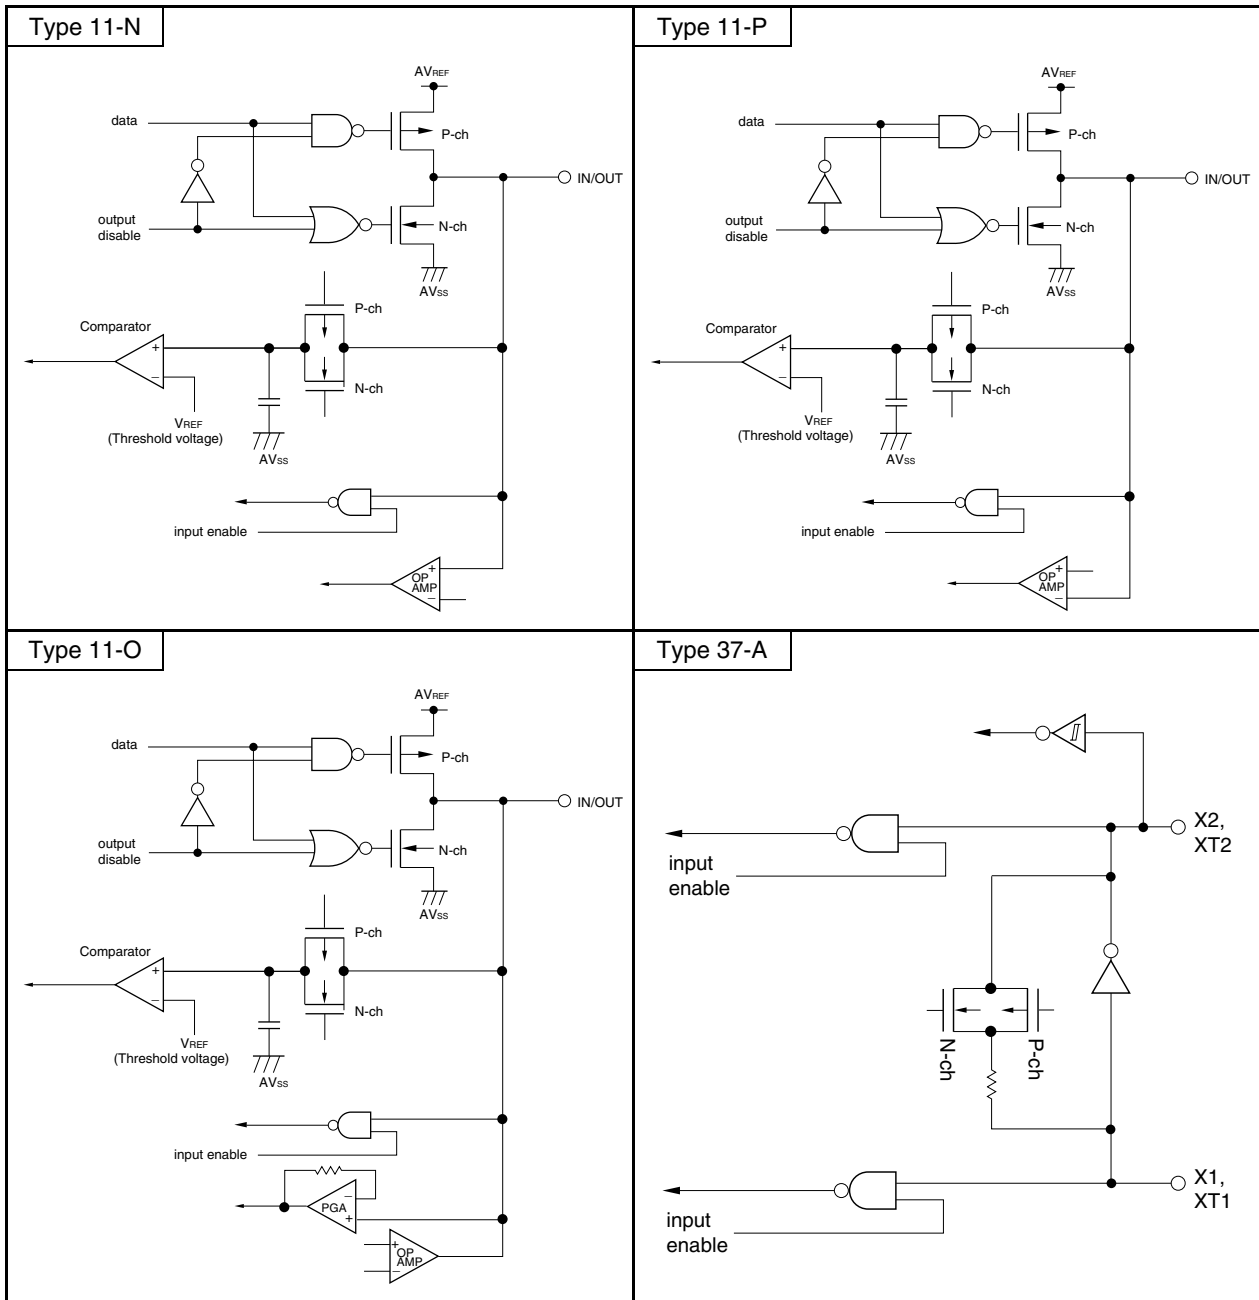 Type 11-N
AVREF
data
P-ch
IN/OUT
output
disable
N-ch
AVSS
P-ch
Comparator
+
−
N-ch
VREF
(Threshold voltage)
AVSS
input enable
+
OP
AMP
−
Type 11-P
AVREF
data
P-ch
IN/OUT
output
disable
N-ch
AVSS
P-ch
Comparator
+
−
N-ch
VREF
(Threshold voltage)
AVSS
input enable
+
OP
AMP
−
Type 11-O
AVREF
data
P-ch
IN/OUT
output
disable
N-ch
AVSS
P-ch
Comparator
+
−
N-ch
VREF
(Threshold voltage)
AVSS
input enable
−
PGA
+
+
OP
AMP
−
Type 37-A
X2,
XT2
input
enable
N-ch
P-ch
X1,
XT1
input
enable